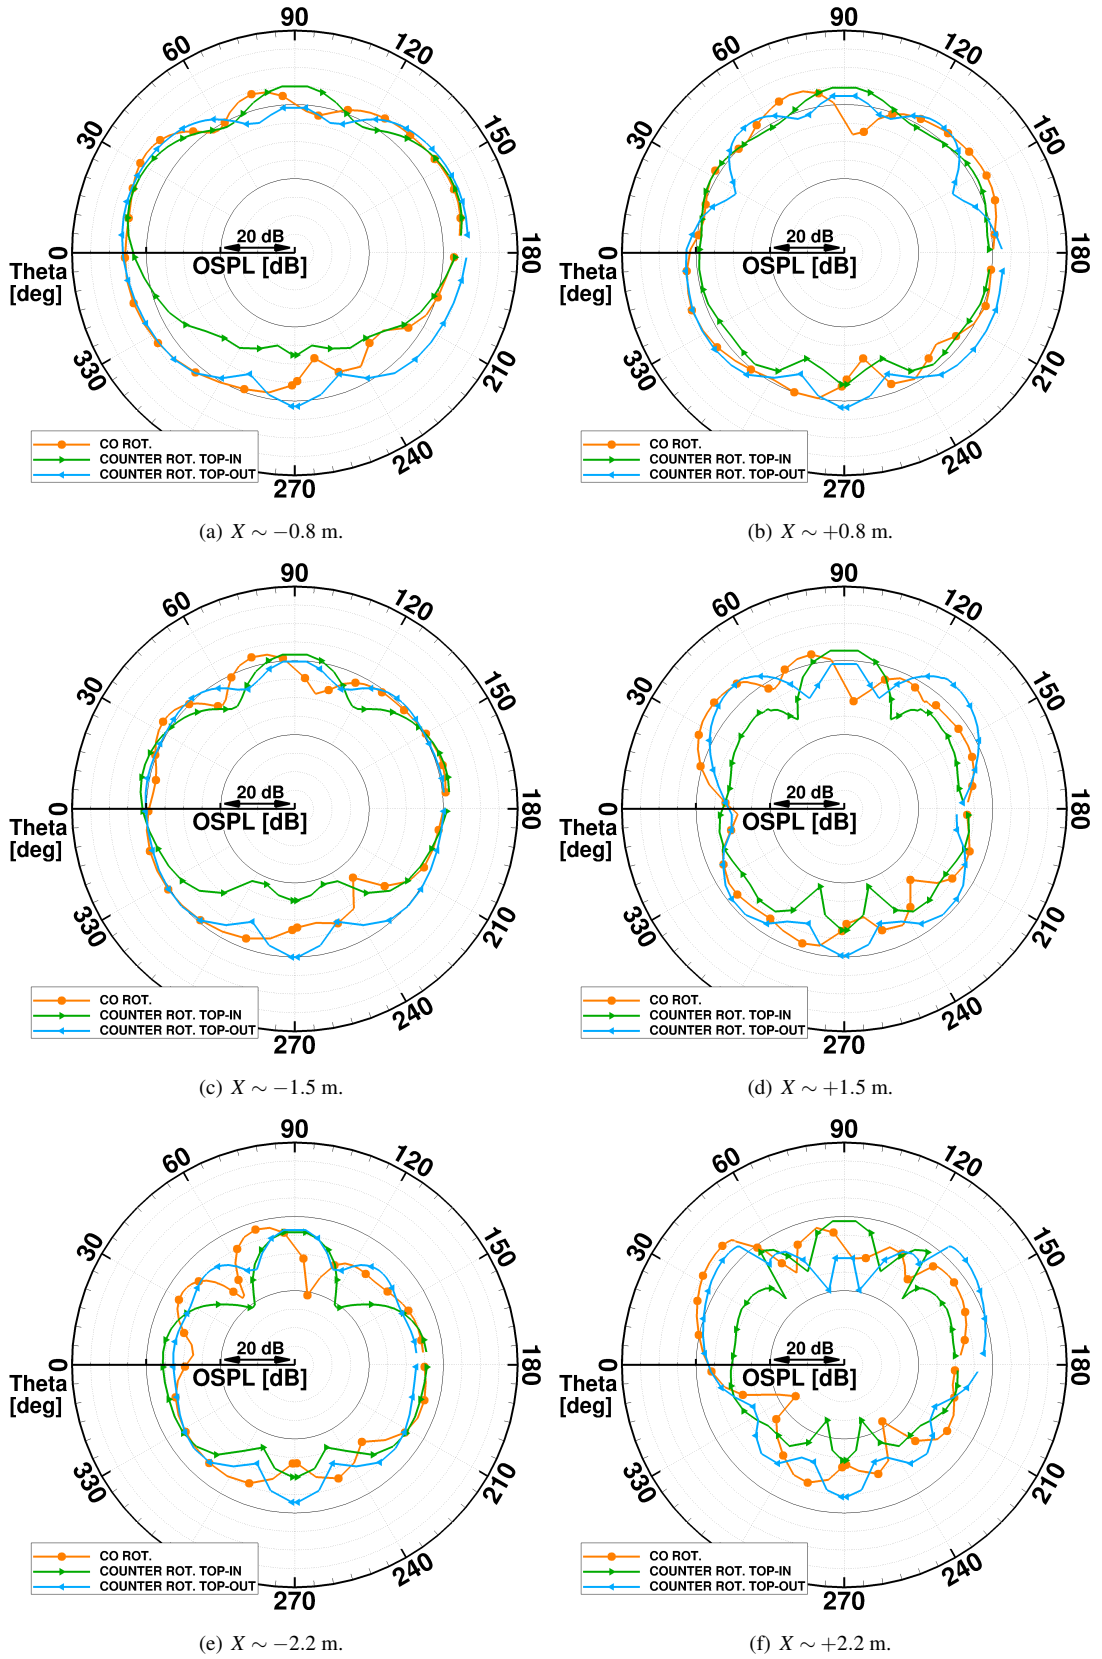 90
60
120
30
150
20 dB
0
180
OSPL [dB]
Theta
[deg]
330
210
CO ROT.
COUNTER ROT. TOP-IN
COUNTER ROT. TOP-OUT
240
270
(a) X ∼ −0.8 m.
90
60
120
30
150
20 dB
0
180
OSPL [dB]
Theta
[deg]
330
210
CO ROT.
COUNTER ROT. TOP-IN
COUNTER ROT. TOP-OUT
240
270
(b) X ∼ +0.8 m.
90
60
120
30
150
20 dB
0
180
OSPL [dB]
Theta
[deg]
330
210
CO ROT.
COUNTER ROT. TOP-IN
COUNTER ROT. TOP-OUT
240
270
(c) X ∼ −1.5 m.
90
60
120
30
150
20 dB
0
180
OSPL [dB]
Theta
[deg]
330
210
CO ROT.
COUNTER ROT. TOP-IN
COUNTER ROT. TOP-OUT
240
270
(d) X ∼ +1.5 m.
90
60
120
30
150
20 dB
0
180
OSPL [dB]
Theta
[deg]
330
210
CO ROT.
COUNTER ROT. TOP-IN
COUNTER ROT. TOP-OUT
240
270
(e) X ∼ −2.2 m.
90
60
120
30
150
20 dB
0
180
OSPL [dB]
Theta
[deg]
330
210
CO ROT.
COUNTER ROT. TOP-IN
COUNTER ROT. TOP-OUT
240
270
(f) X ∼ +2.2 m.